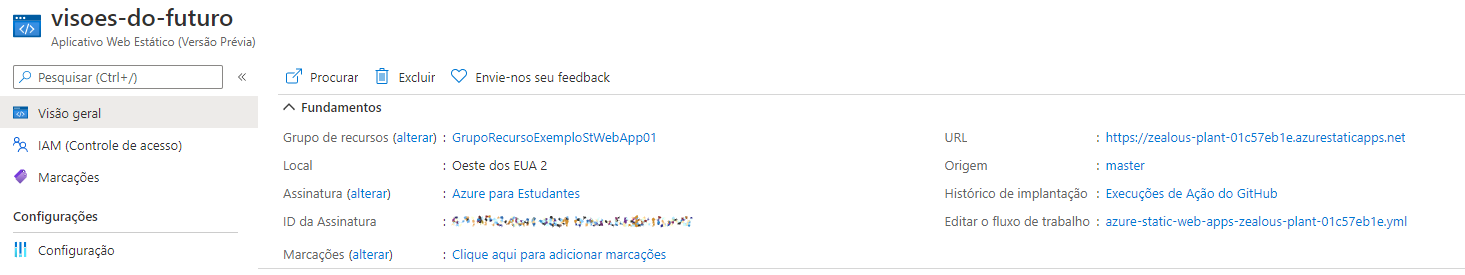 visoes-do-futuro
Aplicativo Web Estático (Versão Prévia)
Pesquisar (Ctrl+/)
«
Visão geral
IAM (Controle de acesso)
Marcações
Configurações
Configuração
Procurar Excluir Envie-nos seu feedback
Fundamentos
Grupo de recursos (alterar) : GrupoRecursoExemploStWebApp01
Local : Oeste dos EUA 2
Assinatura (alterar) : Azure para Estudantes
ID da Assinatura :
Marcações (alterar) : Clique aqui para adicionar marcações
URL : https://zealous-plant-01c57eb1e.azurestaticapps.net
Origem : master
Histórico de implantação : Execuções de Ação do GitHub
Editar o fluxo de trabalho : azure-static-web-apps-zealous-plant-01c57eb1e.yml